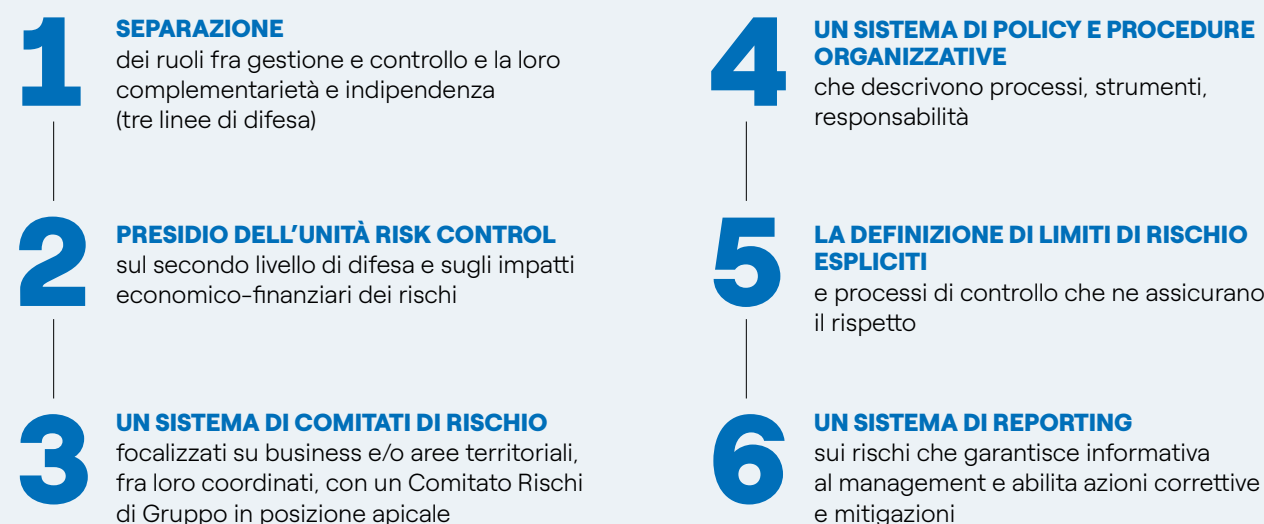 1
SEPARAZIONE
dei ruoli fra gestione e controllo e la loro
complementarietà e indipendenza
(tre linee di difesa)
2
PRESIDIO DELL’UNITÀ RISK CONTROL
sul secondo livello di difesa e sugli impatti
economico-finanziari dei rischi
3
UN SISTEMA DI COMITATI DI RISCHIO
focalizzati su business e/o aree territoriali,
fra loro coordinati, con un Comitato Rischi
di Gruppo in posizione apicale
4
UN SISTEMA DI POLICY E PROCEDURE
ORGANIZZATIVE
che descrivono processi, strumenti,
responsabilità
5
LA DEFINIZIONE DI LIMITI DI RISCHIO
ESPLICITI
e processi di controllo che ne assicurano
il rispetto
6
UN SISTEMA DI REPORTING
sui rischi che garantisce informativa
al management e abilita azioni correttive
e mitigazioni